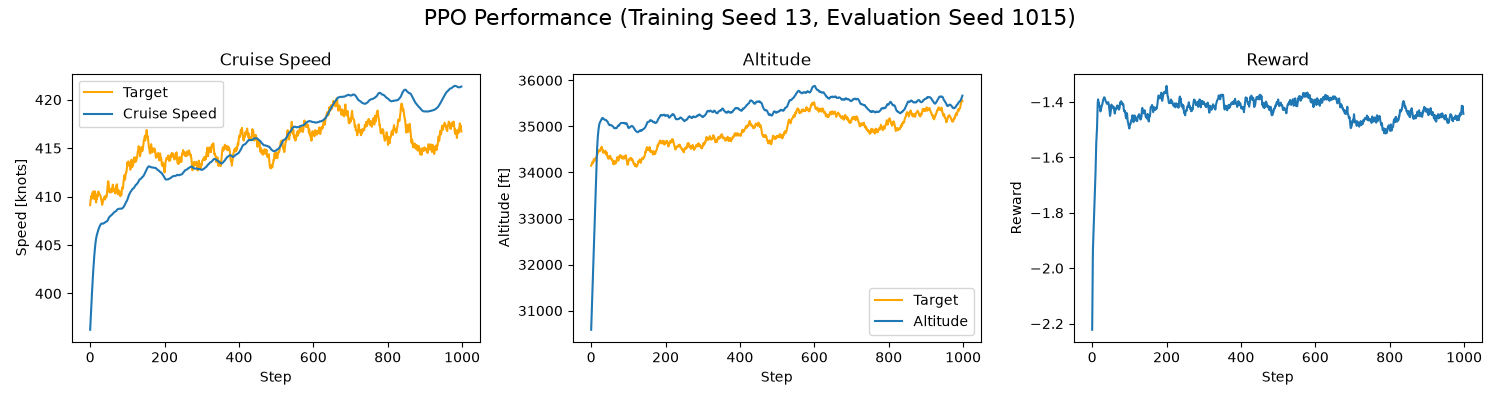 PPO Performance (Training Seed 13, Evaluation Seed 1015)
Cruise Speed
Speed [knots]
420
415
410
405
400
Target
Cruise Speed
0 200 400 600 800 1000
Step
Altitude
Altitude [ft]
36000
35000
34000
33000
32000
31000
Target
Altitude
0 200 400 600 800 1000
Step
Reward
Reward
−1.4
−1.6
−1.8
−2.0
−2.2
0 200 400 600 800 1000
Step